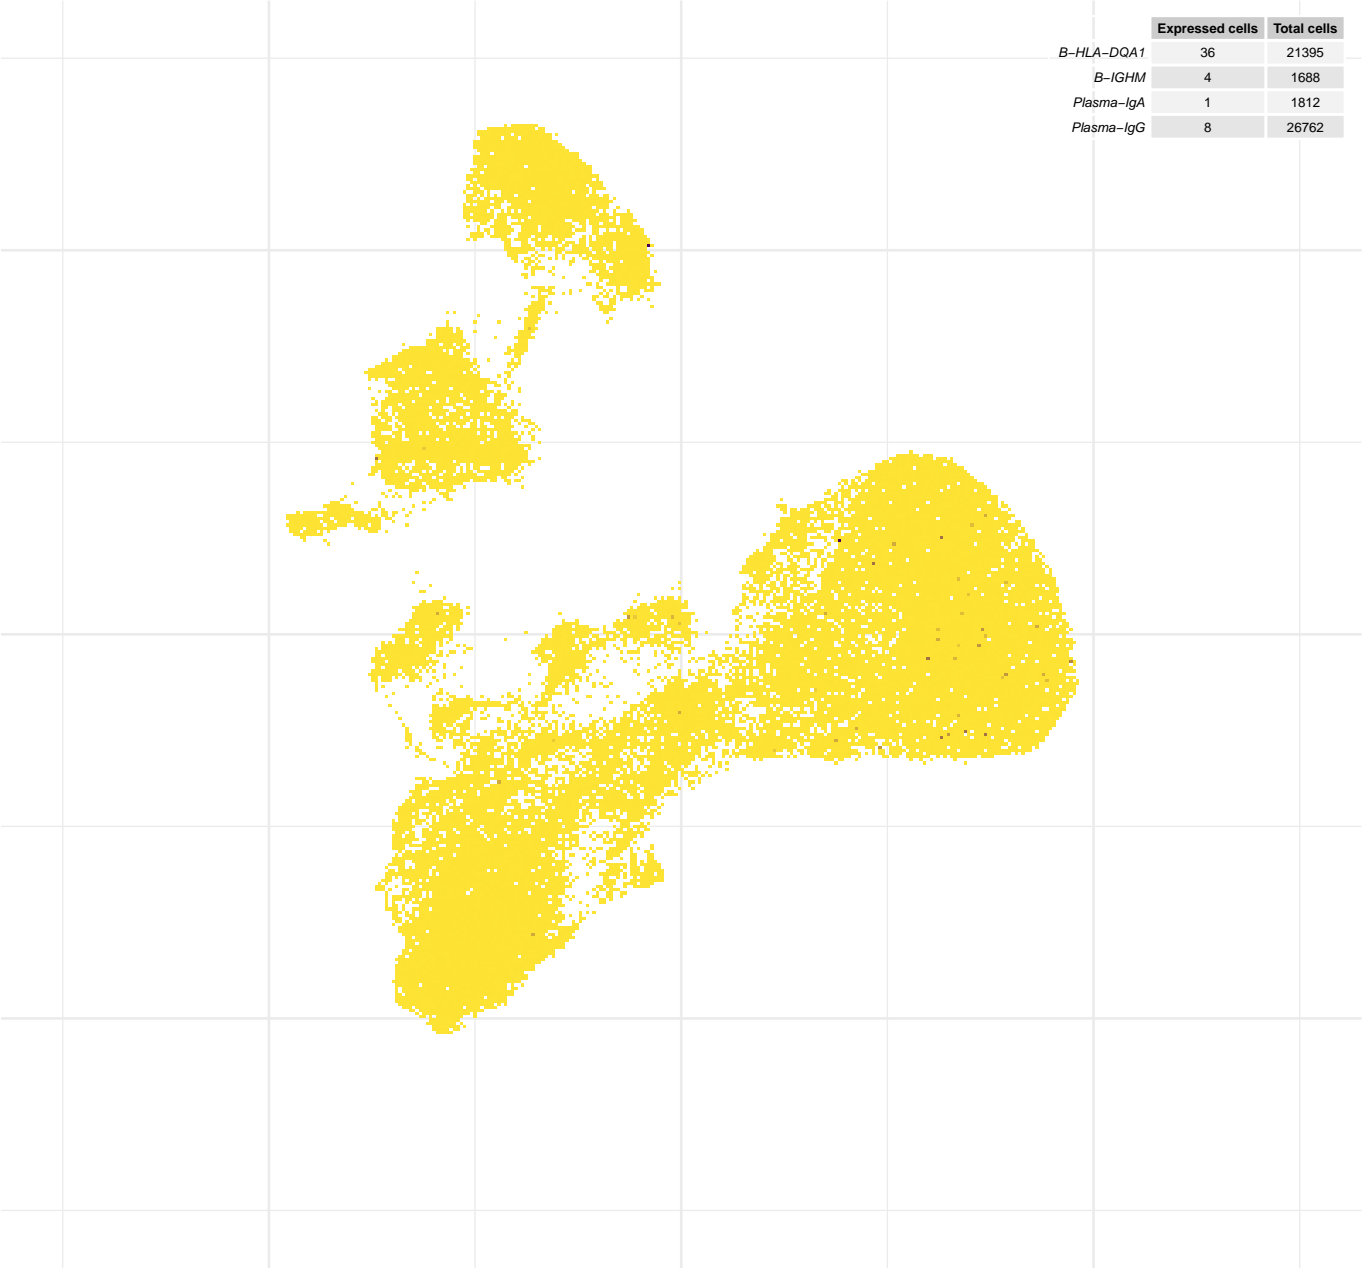 Expressed cells Total cells
B−HLA−DQA1 36 21395
B−IGHM 4 1688
Plasma−IgA 1 1812
Plasma−IgG 8 26762